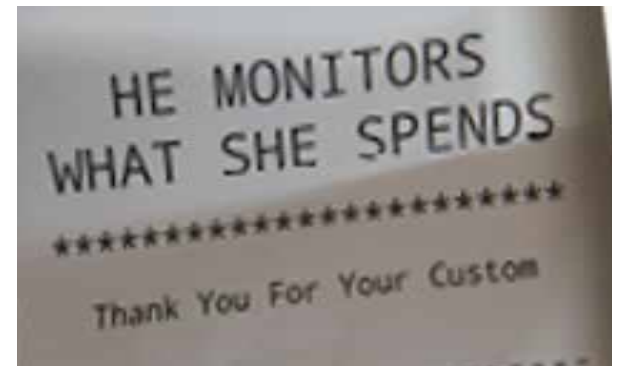 HE MONITORS
WHAT SHE SPENDS
************************
Thank You For Your Custom